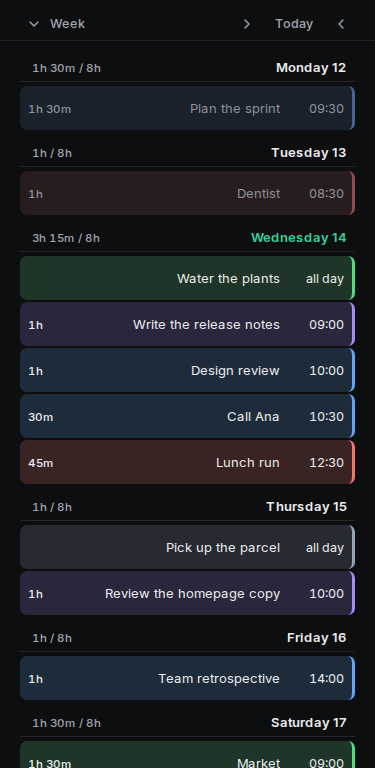 Week Today
1h 30m / 8h Monday 12
1h 30m Plan the sprint 09:30
1h / 8h Tuesday 13
1h Dentist 08:30
3h 15m / 8h Wednesday 14
Water the plants all day
1h Write the release notes 09:00
1h Design review 10:00
30m Call Ana 10:30
45m Lunch run 12:30
1h / 8h Thursday 15
Pick up the parcel all day
1h Review the homepage copy 10:00
1h / 8h Friday 16
1h Team retrospective 14:00
1h 30m / 8h Saturday 17
1h 30m Market 09:00